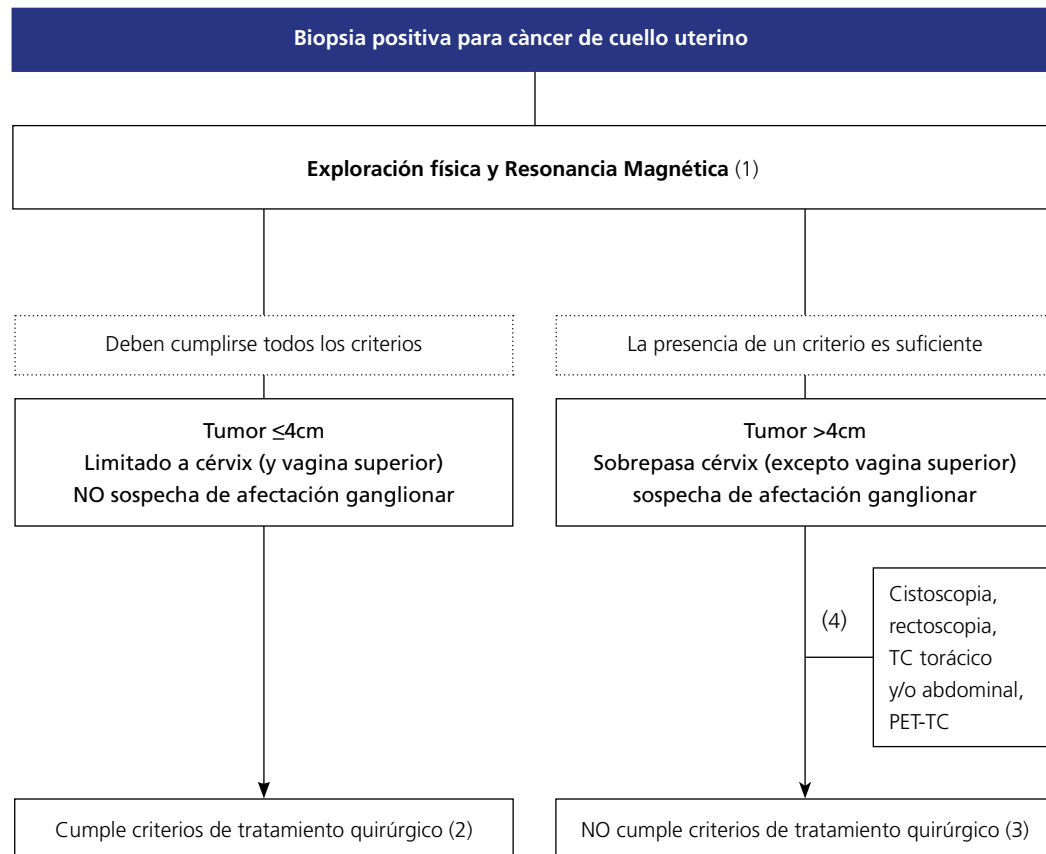 Biopsia positiva para càncer de cuello uterino
Exploración física y Resonancia Magnética (1)
Deben cumplirse todos los criterios
Tumor ≤4cm
Limitado a cérvix (y vagina superior)
NO sospecha de afectación ganglionar
Cumple criterios de tratamiento quirúrgico (2)
La presencia de un criterio es suficiente
Tumor >4cm
Sobrepasa cérvix (excepto vagina superior)
sospecha de afectación ganglionar
(4)
Cistoscopia,
rectoscopia,
TC torácico
y/o abdominal,
PET-TC
NO cumple criterios de tratamiento quirúrgico (3)